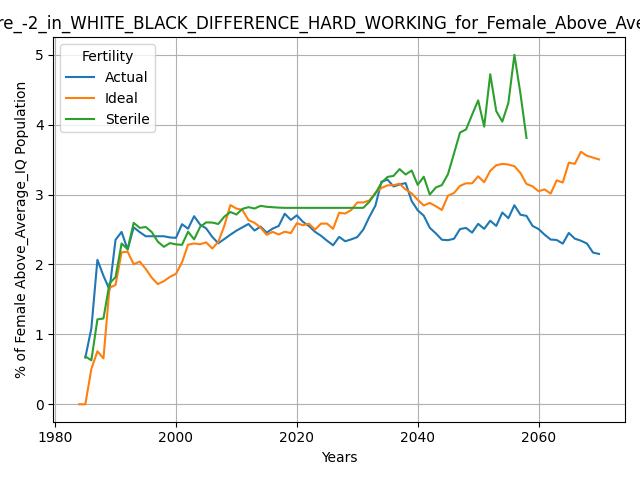 re_-2_in_WHITE_BLACK_DIFFERENCE_HARD_WORKING_for_Female_Above_Ave
Fertility
Actual
Ideal
Sterile
% of Female Above_Average_IQ Population
5
4
3
2
1
0
1980 2000 2020 2040 2060
Years